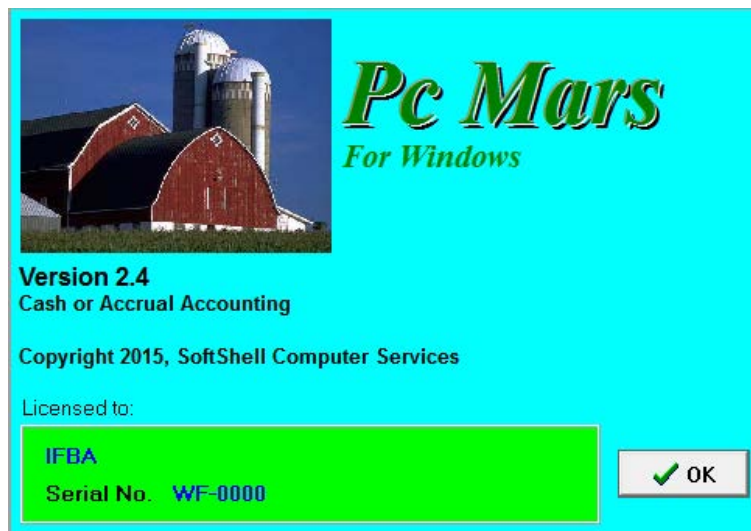 Pc Mars
For Windows
Version 2.4
Cash or Accrual Accounting
Copyright 2015, SoftShell Computer Services
Licensed to:
IFBA
Serial No. WF-0000
OK